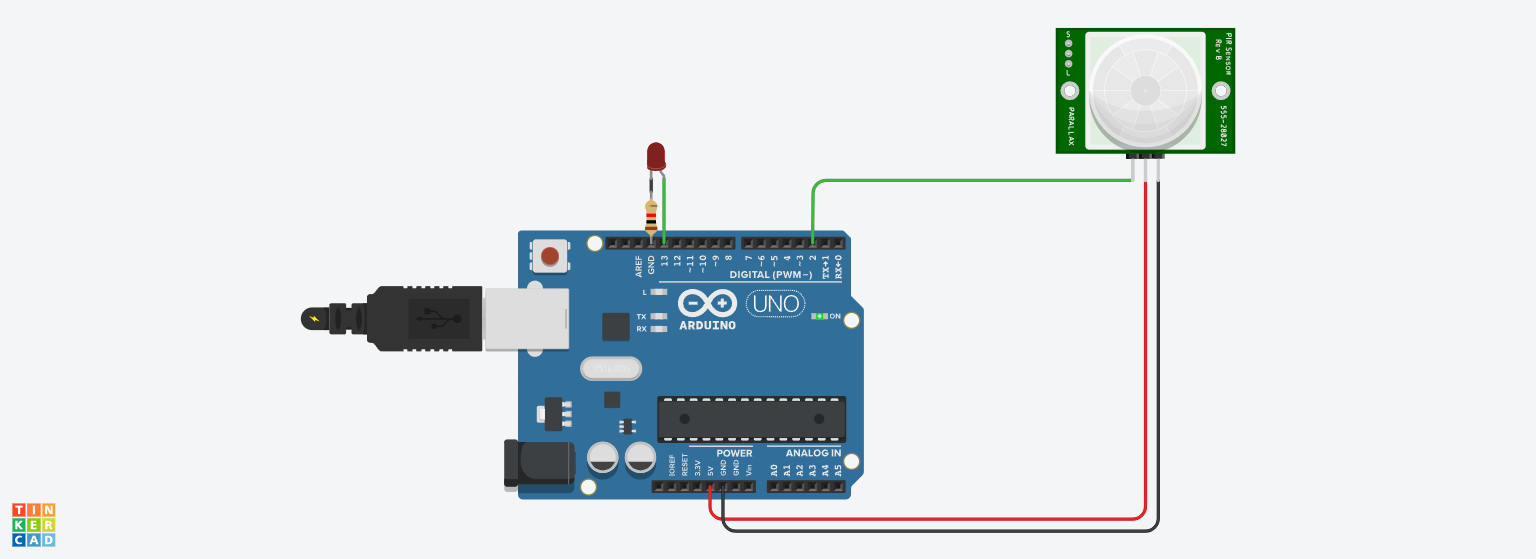 S
L
PIR SENSOR
Rev B
PARALLAX
555-28027
AREF
GND
13
12
~11
~10
~9
8
7
~6
~5
4
~3
2
TX→1
RX←0
DIGITAL (PWM~)
L
TX
RX
ARDUINO
UNO
ON
POWER
ANALOG IN
IOREF
RESET
3.3V
5V
GND
GND
Vin
A0
A1
A2
A3
A4
A5
TIN
KER
CAD